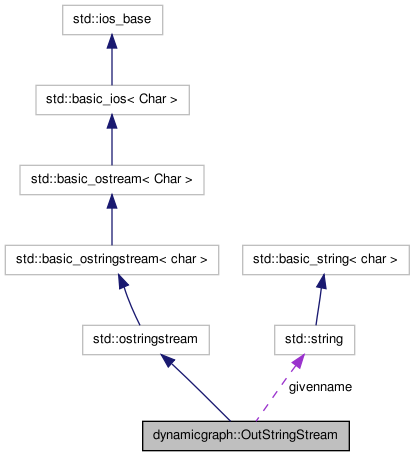 std::ios_base
std::basic_ios< Char >
std::basic_ostream< Char >
std::basic_ostringstream< char >
std::basic_string< char >
std::ostringstream
std::string
givenname
dynamicgraph::OutStringStream